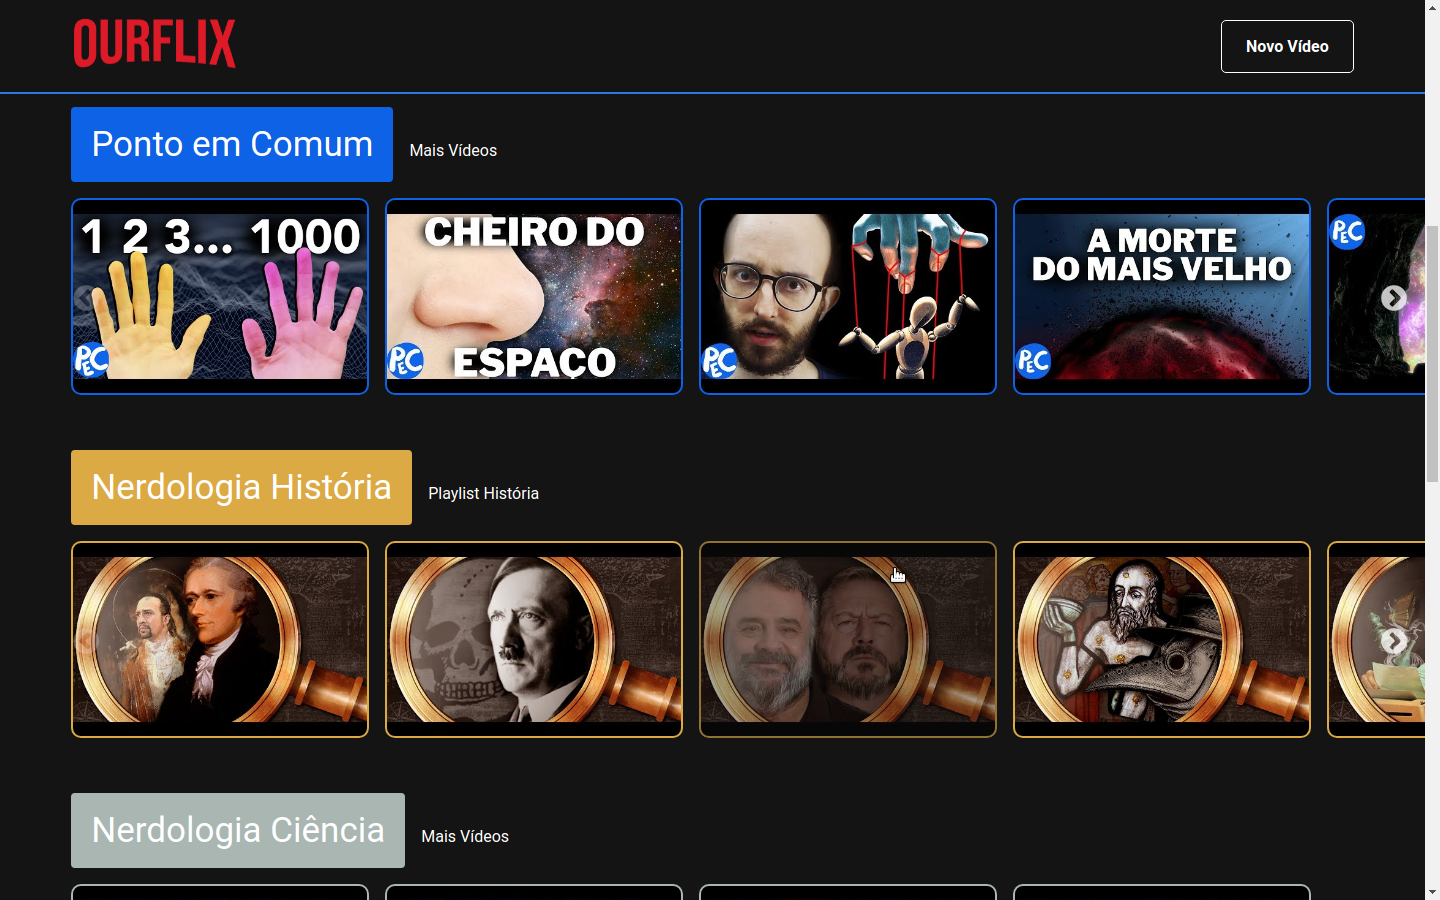 OURFLIX
Novo Vídeo
Ponto em Comum
Mais Vídeos
1 2 3... 1000
PEC
CHEIRO DO
ESPAÇO
PEC
PEC
A MORTE
DO MAIS VELHO
PEC
PEC
Nerdologia História
Playlist História
Nerdologia Ciência
Mais Vídeos